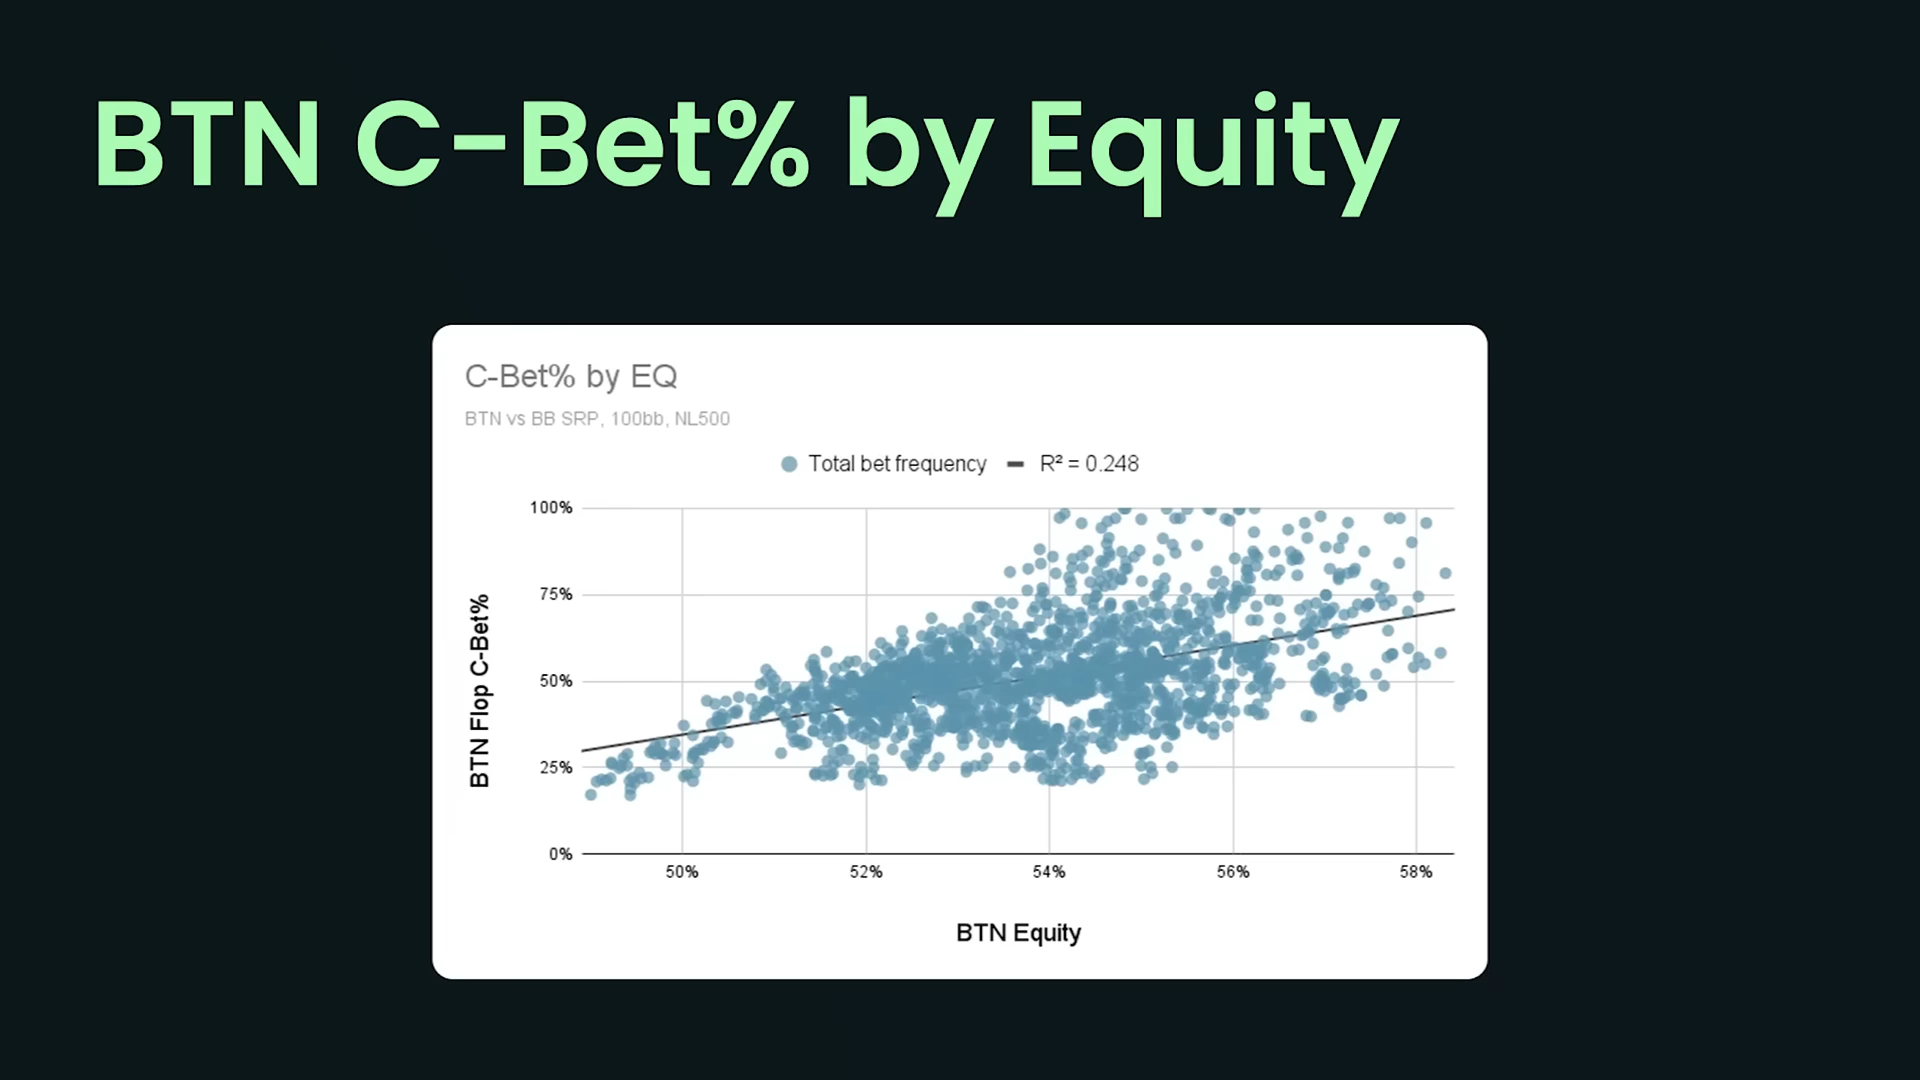 BTN C-Bet% by Equity
C-Bet% by EQ
BTN vs BB SRP, 100bb, NL500
Total bet frequency
R² = 0.248
100%
75%
50%
25%
0%
BTN Flop C-Bet%
50%
52%
54%
56%
58%
BTN Equity